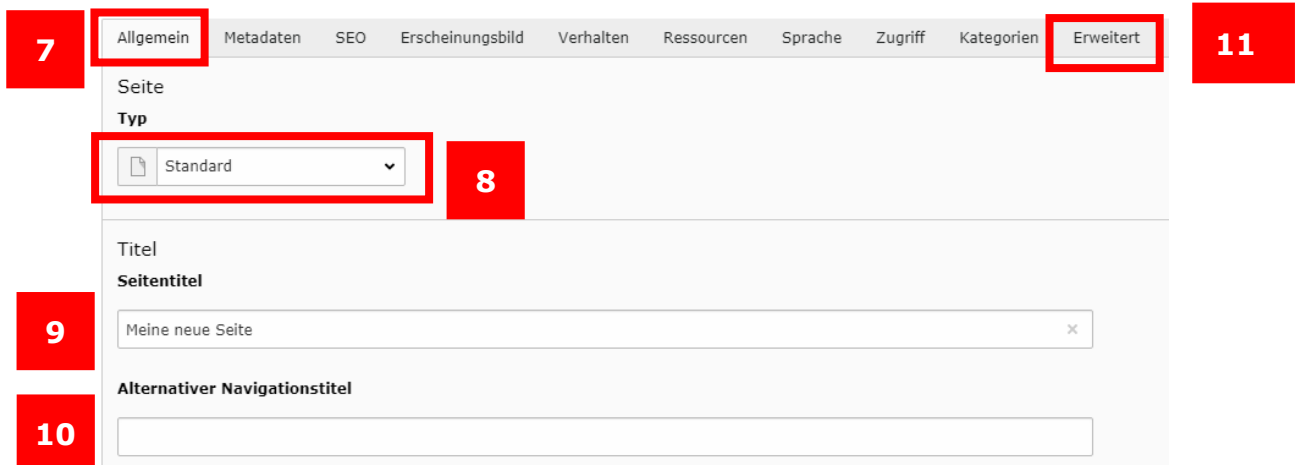 7
Allgemein Metadaten SEO Erscheinungsbild Verhalten Ressourcen Sprache Zugriff Kategorien Erweitert
11
Seite
Typ
Standard
8
Titel
Seitentitel
9
Meine neue Seite ×
Alternativer Navigationstitel
10